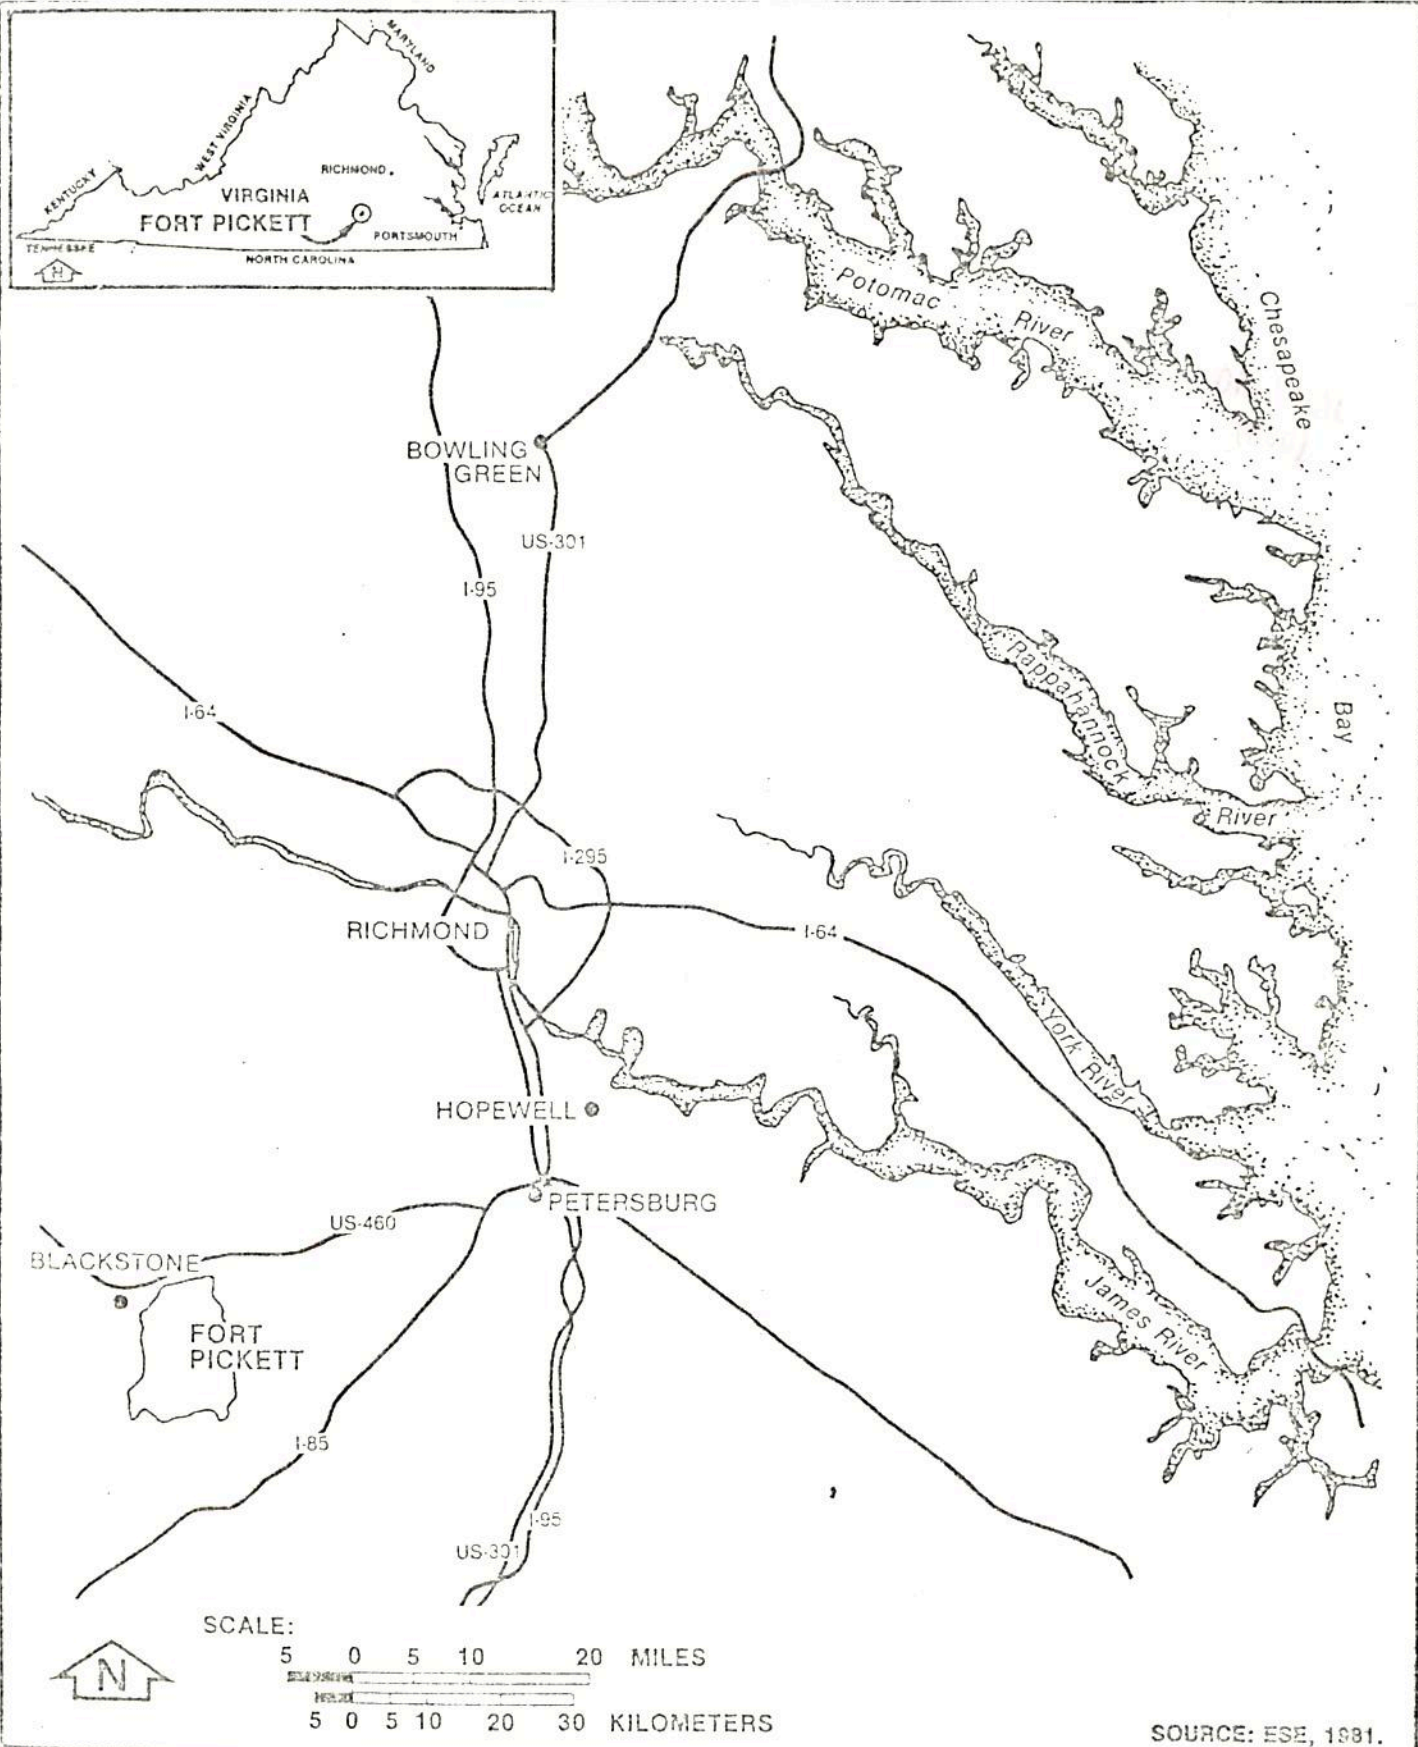 MARYLAND
WEST VIRGINIA
KENTUCKY
RICHMOND
VIRGINIA
FORT PICKETT
ATLANTIC
OCEAN
PORTSMOUTH
TENNESSEE
NORTH CAROLINA
N
Potomac
River
Chesapeake
BOWLING
GREEN
US-301
I-95
Rappahannock
I-64
Bay
River
I-295
RICHMOND
I-64
York River
HOPEWELL
PETERSBURG
US-460
BLACKSTONE
James River
FORT
PICKETT
I-85
I-95
US-301
SCALE:
5 0 5 10 20 MILES
5 0 5 10 20 30 KILOMETERS
N
SOURCE: ESE, 1981.